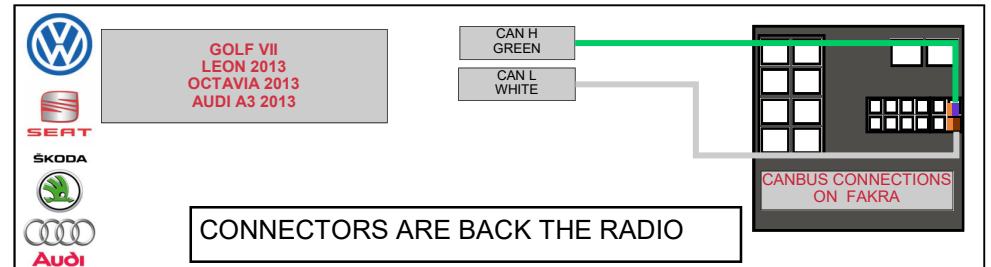 GOLF VII
LEON 2013
OCTAVIA 2013
AUDI A3 2013
CAN H
GREEN
CAN L
WHITE
SEAT
ŠKODA
Audi
CANBUS CONNECTIONS
ON FAKRA
CONNECTORS ARE BACK THE RADIO